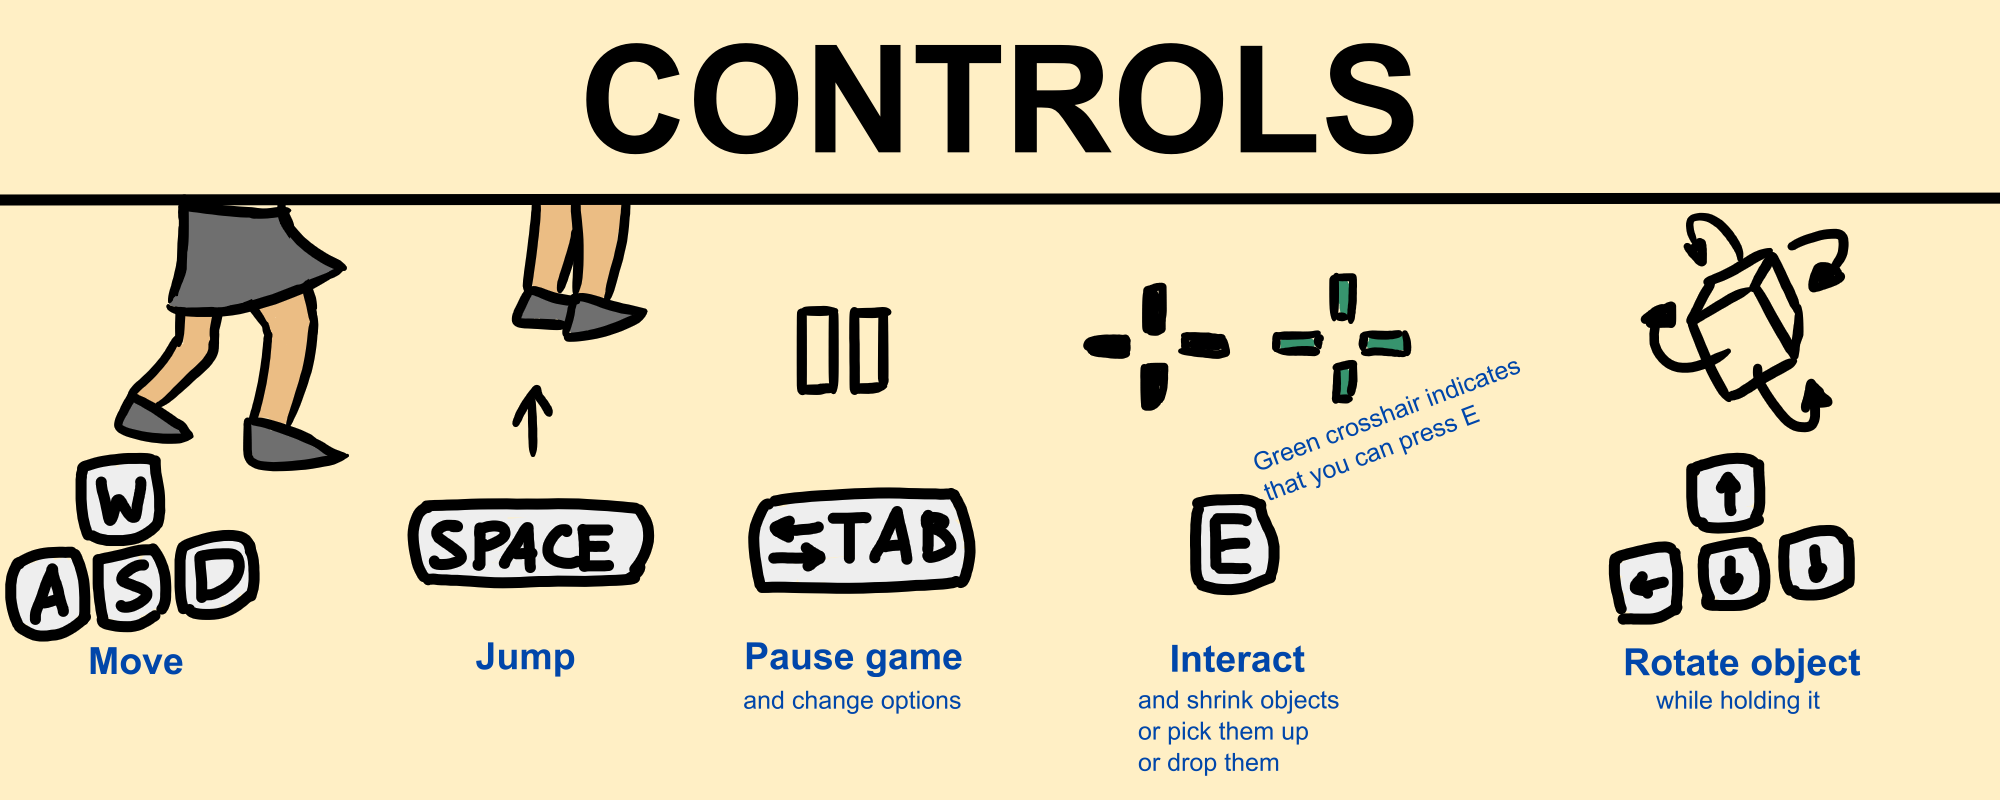 CONTROLS
W
A S D
Move
SPACE
Jump
TAB
Pause game
and change options
Green crosshair indicates
that you can press E
E
Interact
and shrink objects
or pick them up
or drop them
Rotate object
while holding it